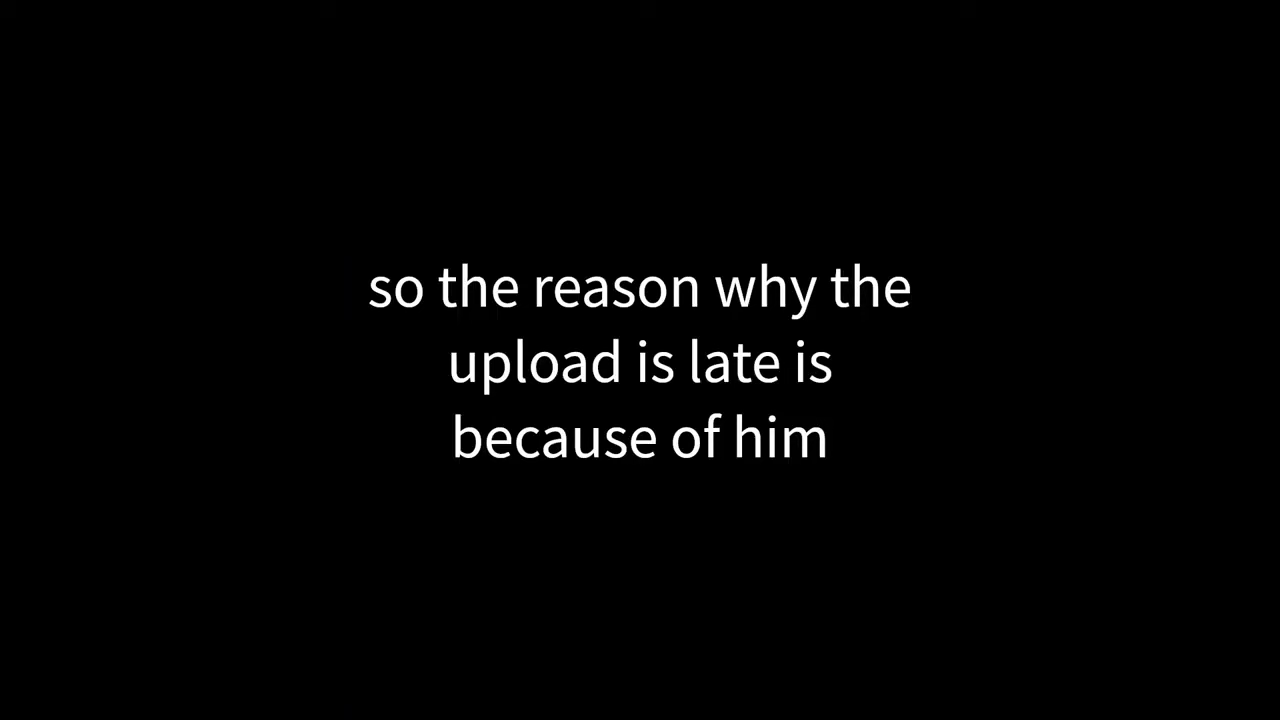 so the reason why the
upload is late is
because of him